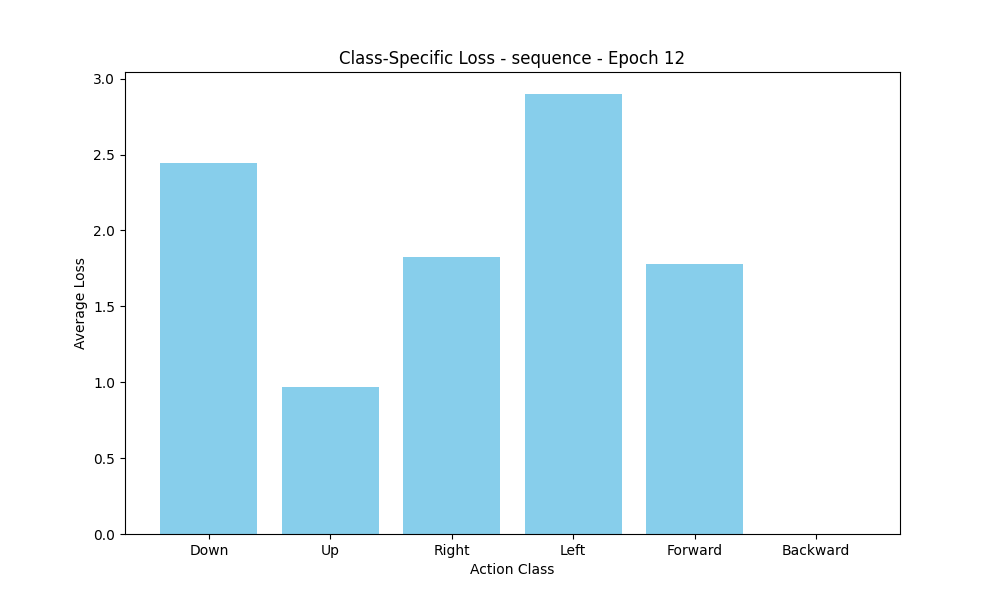 Class-Specific Loss - sequence - Epoch 12
3.0
2.5
2.0
1.5
1.0
0.5
0.0
Average Loss
Down Up Right Left Forward Backward
Action Class